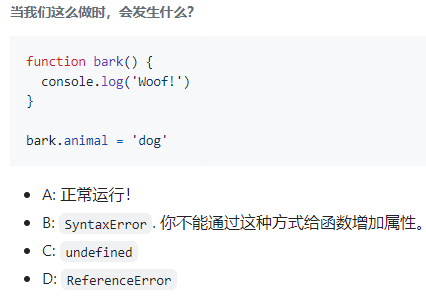 当我们这么做时，会发生什么？
function bark() {
  console.log('Woof!')
}
bark.animal = 'dog'
A: 正常运行！
B: SyntaxError. 你不能通过这种方式给函数增加属性。
C: undefined
D: ReferenceError